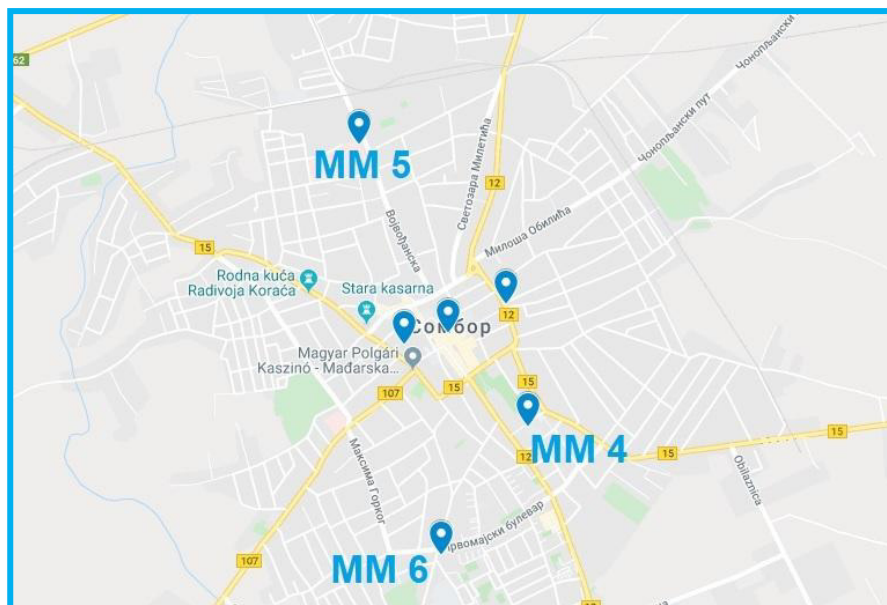 62
Чонопљански
Чонопљански пут
Светозара Милетића
MM 5
12
Војвођанска
Милоша Обилића
15
Rodna kuća
Radivoja Koraća
Stara kasarna
12
Сомбор
Magyar Polgári
Kaszinó - Mađarska...
107
15
15
MM 4
15
15
12
Obilaznica
Максима Горког
Првомајски булевар
107
MM 6
12